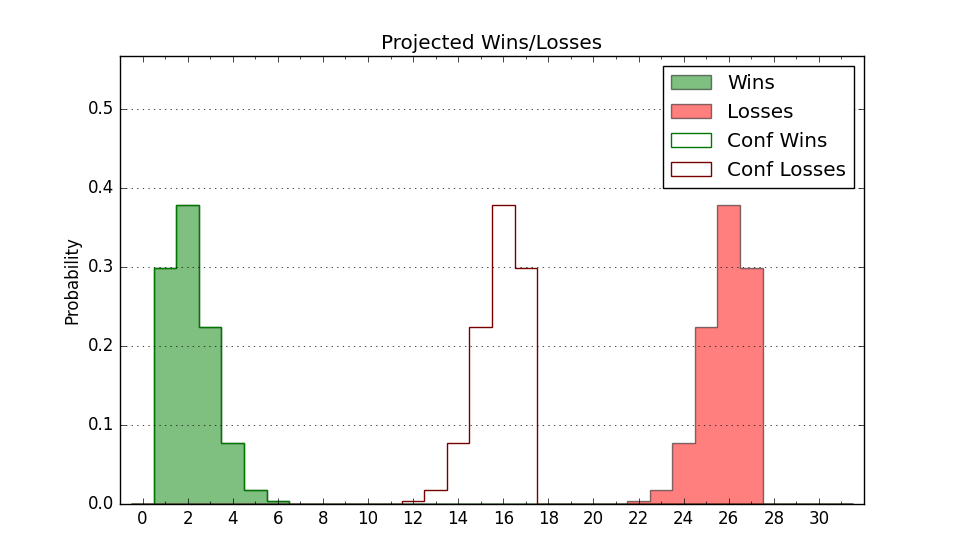 Projected Wins/Losses
Wins
Losses
Conf Wins
Conf Losses
Probability
0.5
0.4
0.3
0.2
0.1
0.0
0 2 4 6 8 10 12 14 16 18 20 22 24 26 28 30